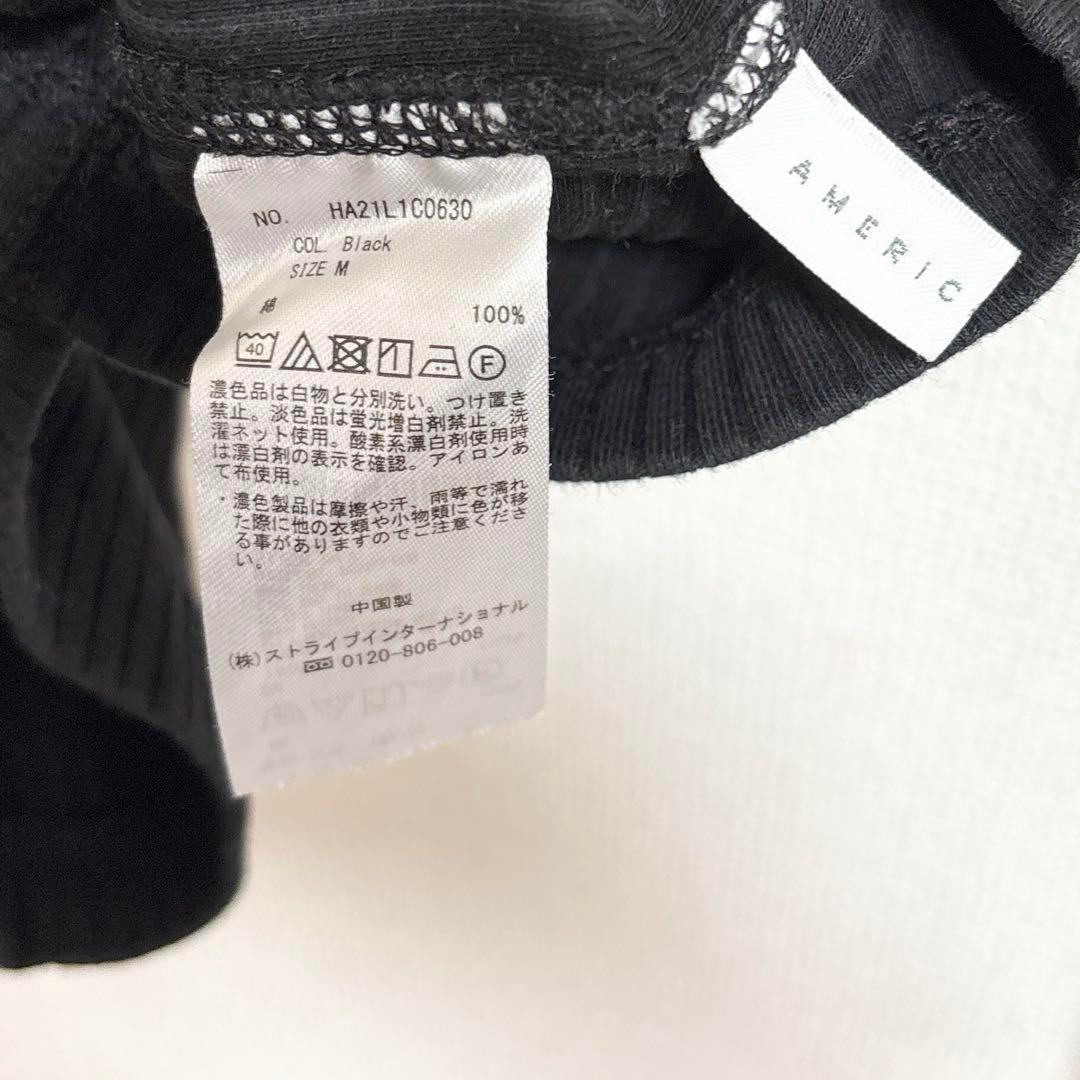 NO. HA21L1C0630
COL. Black
SIZE M
綿 100%
40
F
濃色品は白物と分別洗い。つけ置き
禁止。淡色品は蛍光増白剤禁止。洗
濯ネット使用。酸素系漂白剤使用時
は漂白剤の表示を確認。アイロンあ
て布使用。
・濃色製品は摩擦や汗、雨等で濡れ
た際に他の衣類や小物類に色が移
る事がありますのでご注意くださ
い。
中国製
(株)ストライプインターナショナル
0120-806-008
AMERIC